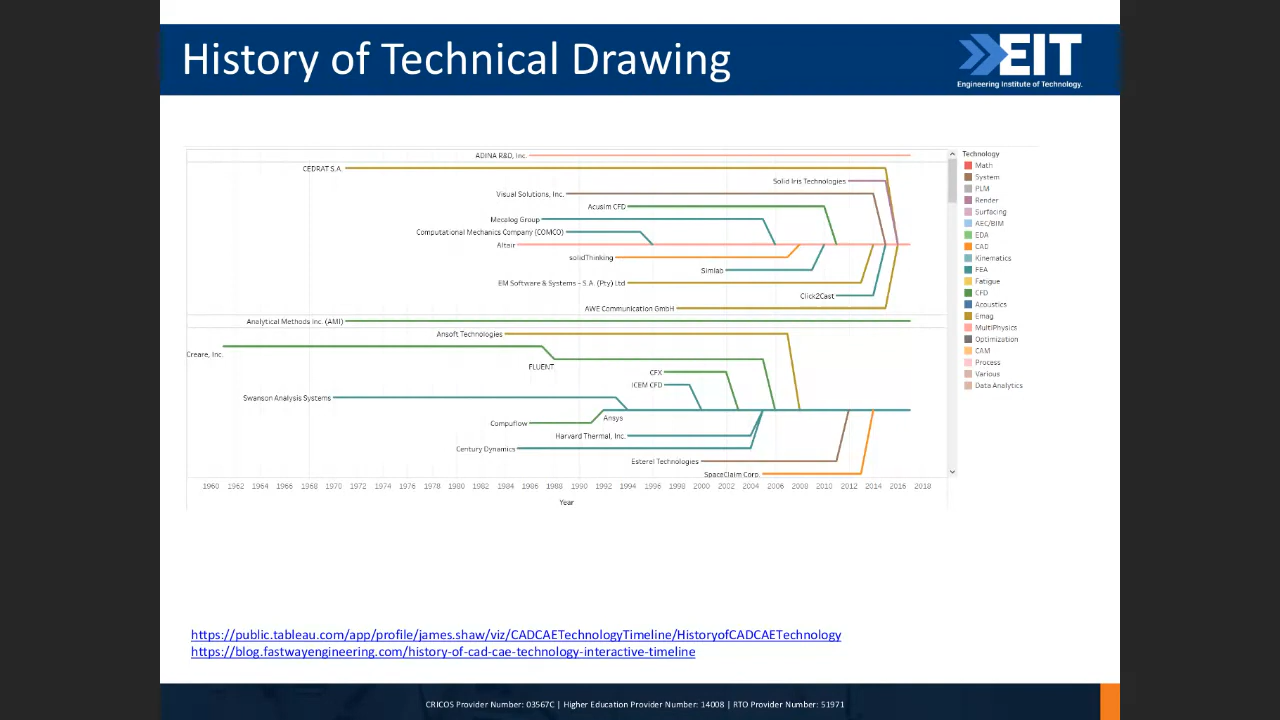 History of Technical Drawing
EIT
Engineering Institute of Technology.
ADINA R&D, Inc.
CEDRAT S.A.
Solid Iris Technologies
Visual Solutions, Inc.
Acusim CFD
Mecalog Group
Computational Mechanics Company (COMCO)
Altair
solidThinking
Simlab
EM Software & Systems - S.A. (Pty) Ltd
Click2Cast
AWE Communication GmbH
Analytical Methods Inc. (AMI)
Ansoft Technologies
Creare, Inc.
FLUENT
CFX
ICEM CFD
Swanson Analysis Systems
Ansys
Compuflow
Harvard Thermal, Inc.
Century Dynamics
Esterel Technologies
SpaceClaim Corp.
1960 1962 1964 1966 1968 1970 1972 1974 1976 1978 1980 1982 1984 1986 1988 1990 1992 1994 1996 1998 2000 2002 2004 2006 2008 2010 2012 2014 2016 2018
Year
Technology
Math
System
PLM
Render
Surfacing
AEC/BIM
EDA
CAD
Kinematics
FEA
Fatigue
CFD
Acoustics
Emag
MultiPhysics
Optimization
CAM
Process
Various
Data Analytics
https://public.tableau.com/app/profile/james.shaw/viz/CADCAETechnologyTimeline/HistoryofCADCAETechnology
https://blog.fastwayengineering.com/history-of-cad-cae-technology-interactive-timeline
CRICOS Provider Number: 03567C | Higher Education Provider Number: 14008 | RTO Provider Number: 51971